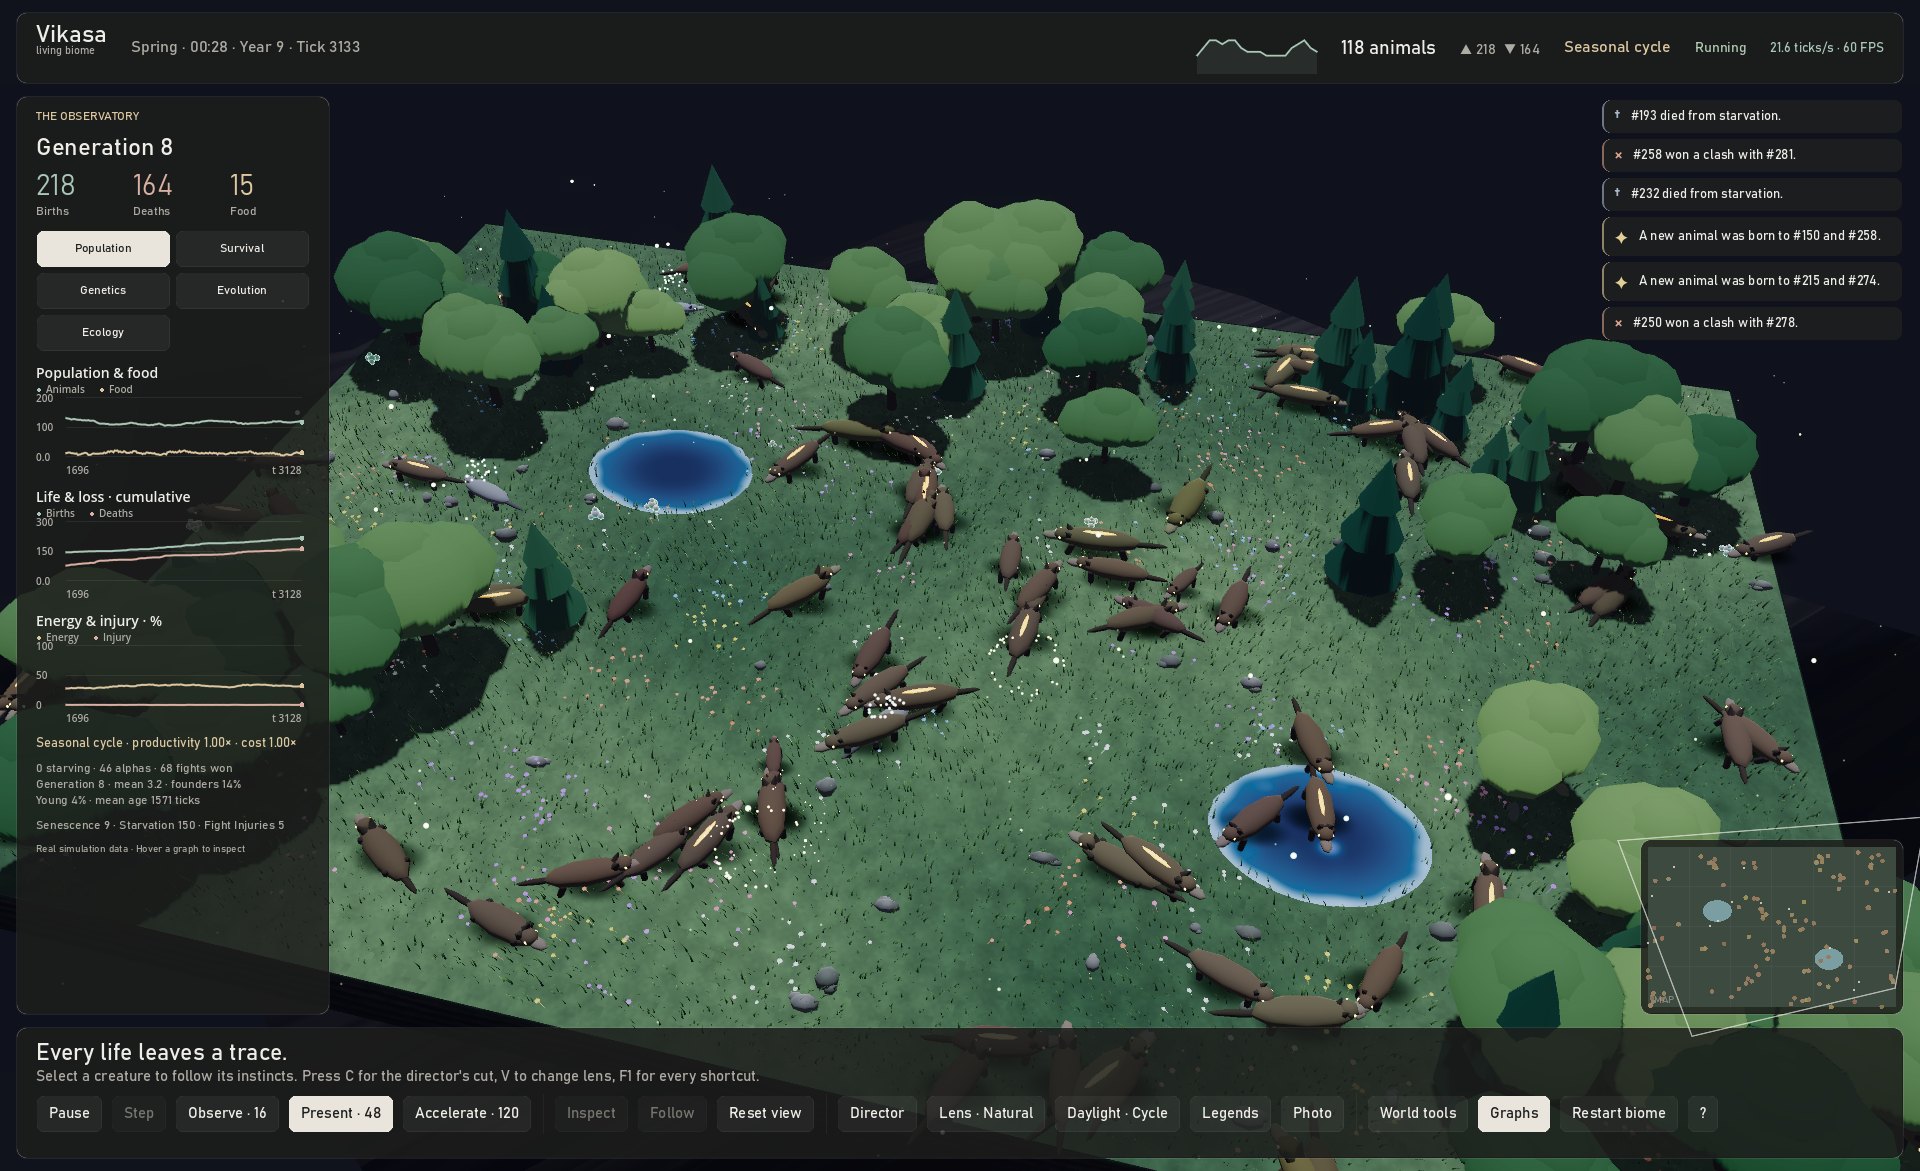 Vikasa
living biome
Spring · 00:28 · Year 9 · Tick 3133
118 animals
▲ 218 ▼ 164
Seasonal cycle
Running
21.6 ticks/s · 60 FPS
THE OBSERVATORY
Generation 8
218 164 15
Births Deaths Food
Population Survival
Genetics Evolution
Ecology
Population & food
• Animals • Food
200
100
0.0
1696 t 3128
Life & loss · cumulative
• Births • Deaths
300
150
0.0
1696 t 3128
Energy & injury · %
• Energy • Injury
100
50
0
1696 t 3128
Seasonal cycle · productivity 1.00× · cost 1.00×
0 starving · 46 alphas · 68 fights won
Generation 8 · mean 3.2 · founders 14%
Young 4% · mean age 1571 ticks
Senescence 9 · Starvation 150 · Fight Injuries 5
Real simulation data · Hover a graph to inspect
† #193 died from starvation.
× #258 won a clash with #281.
† #232 died from starvation.
✦ A new animal was born to #150 and #258.
✦ A new animal was born to #215 and #274.
× #250 won a clash with #278.
MAP
Every life leaves a trace.
Select a creature to follow its instincts. Press C for the director's cut, V to change lens, F1 for every shortcut.
Pause Step Observe · 16 Present · 48 Accelerate · 120 Inspect Follow Reset view Director Lens · Natural Daylight · Cycle Legends Photo World tools Graphs Restart biome ?